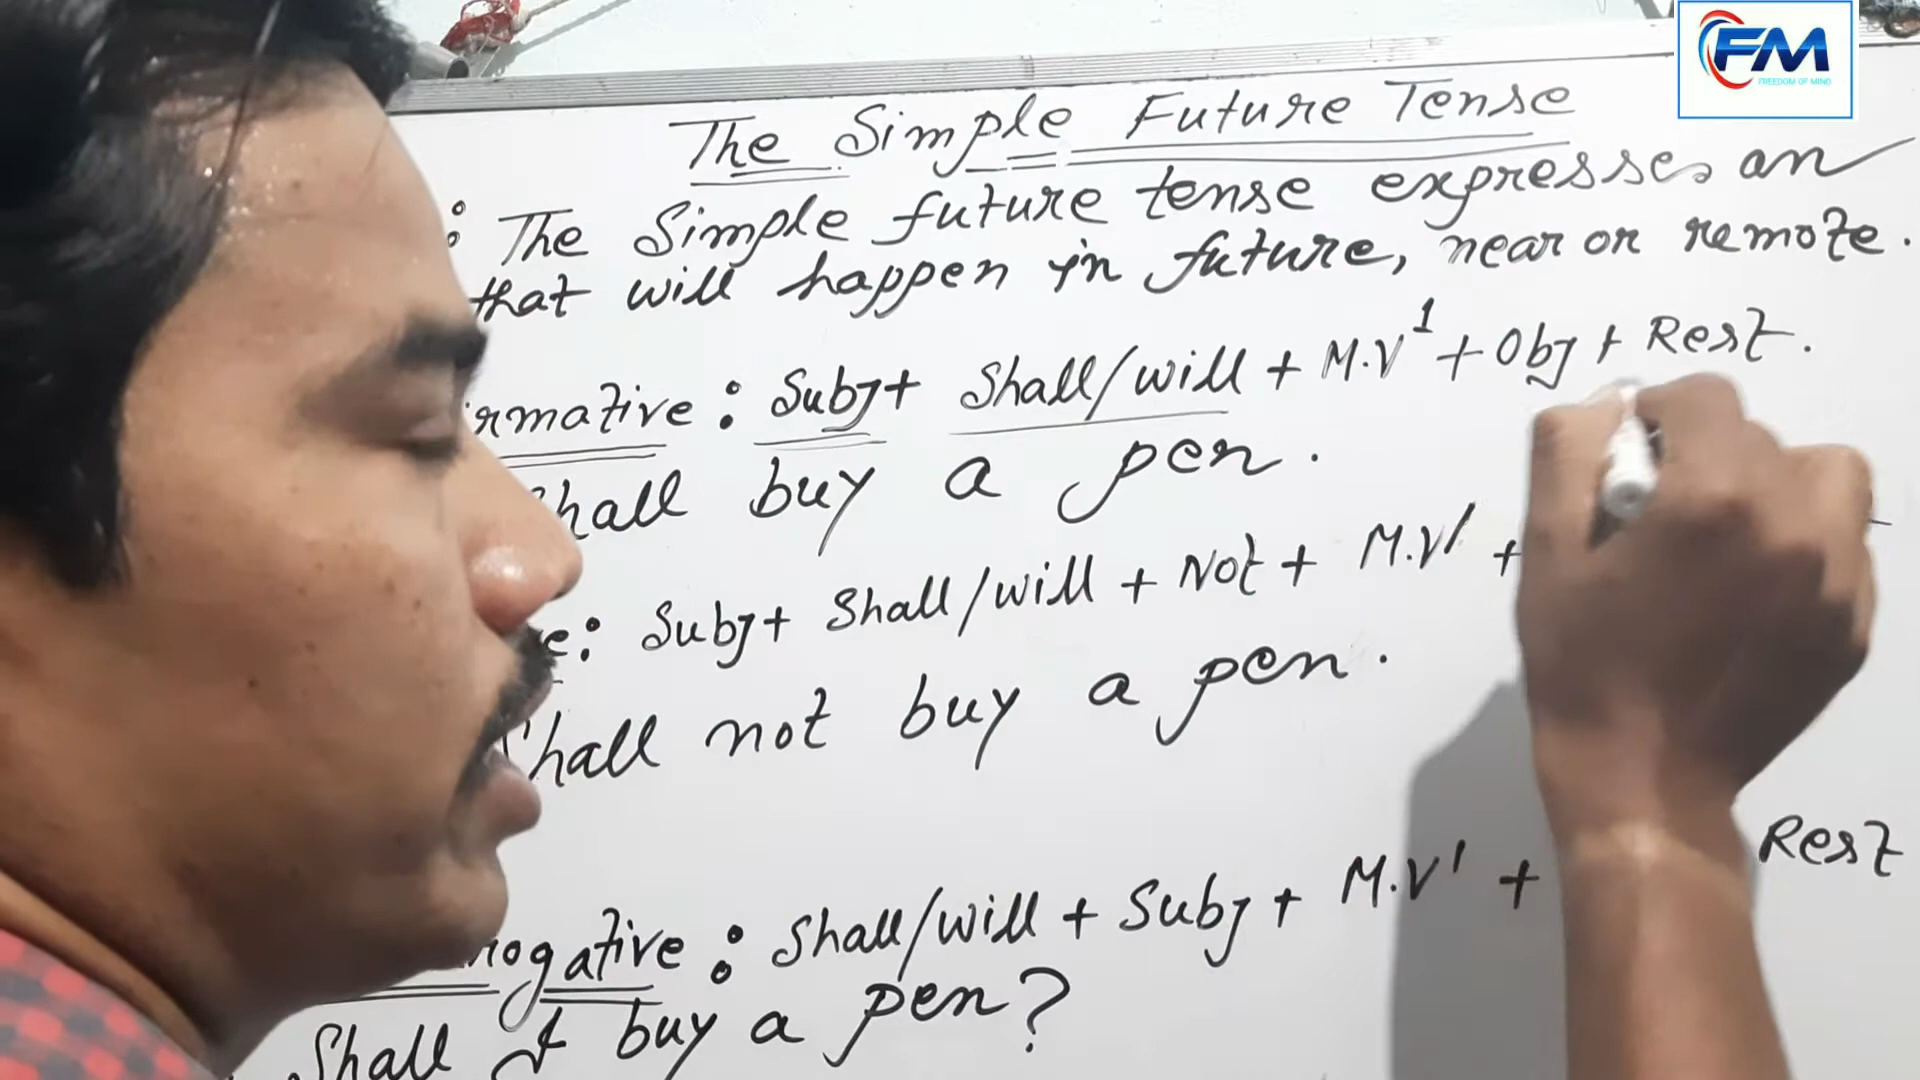 FM
FREEDOM OF MIND
The Simple Future Tense
: The Simple future tense expresses an
that will happen in future, near or remote.
rmative : Subj + Shall/will + M.V1 + Obj + Rest.
hall buy a pen.
e: Subj + Shall/will + Not + M.V1 +
hall not buy a pen.
rogative : Shall/will + Subj + M.V1 + Rest
Shall I buy a pen?